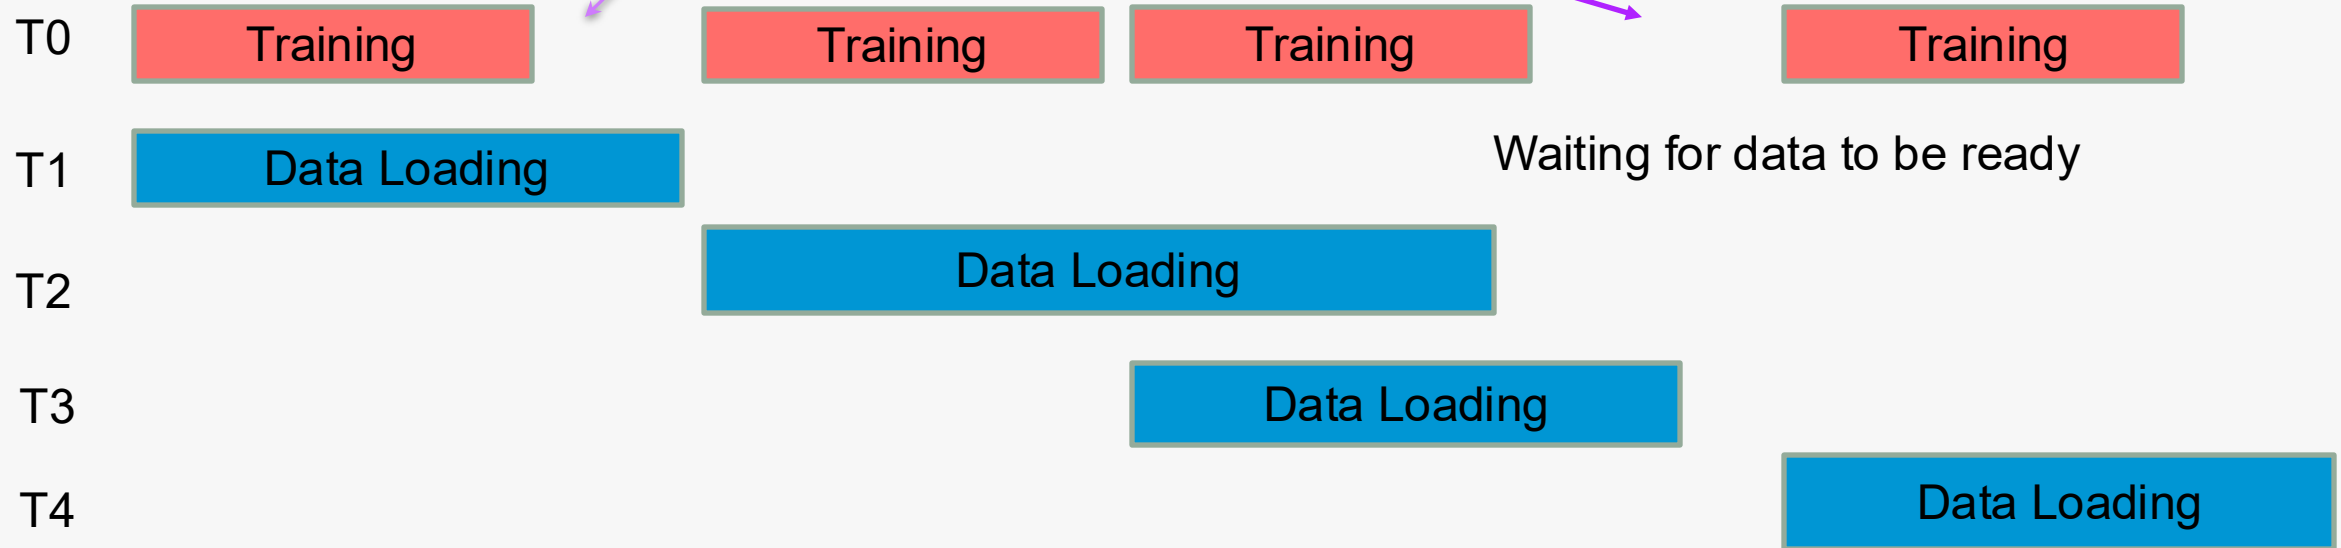 T0 Training Training Training Training
T1 Data Loading Waiting for data to be ready
T2 Data Loading
T3 Data Loading
T4 Data Loading